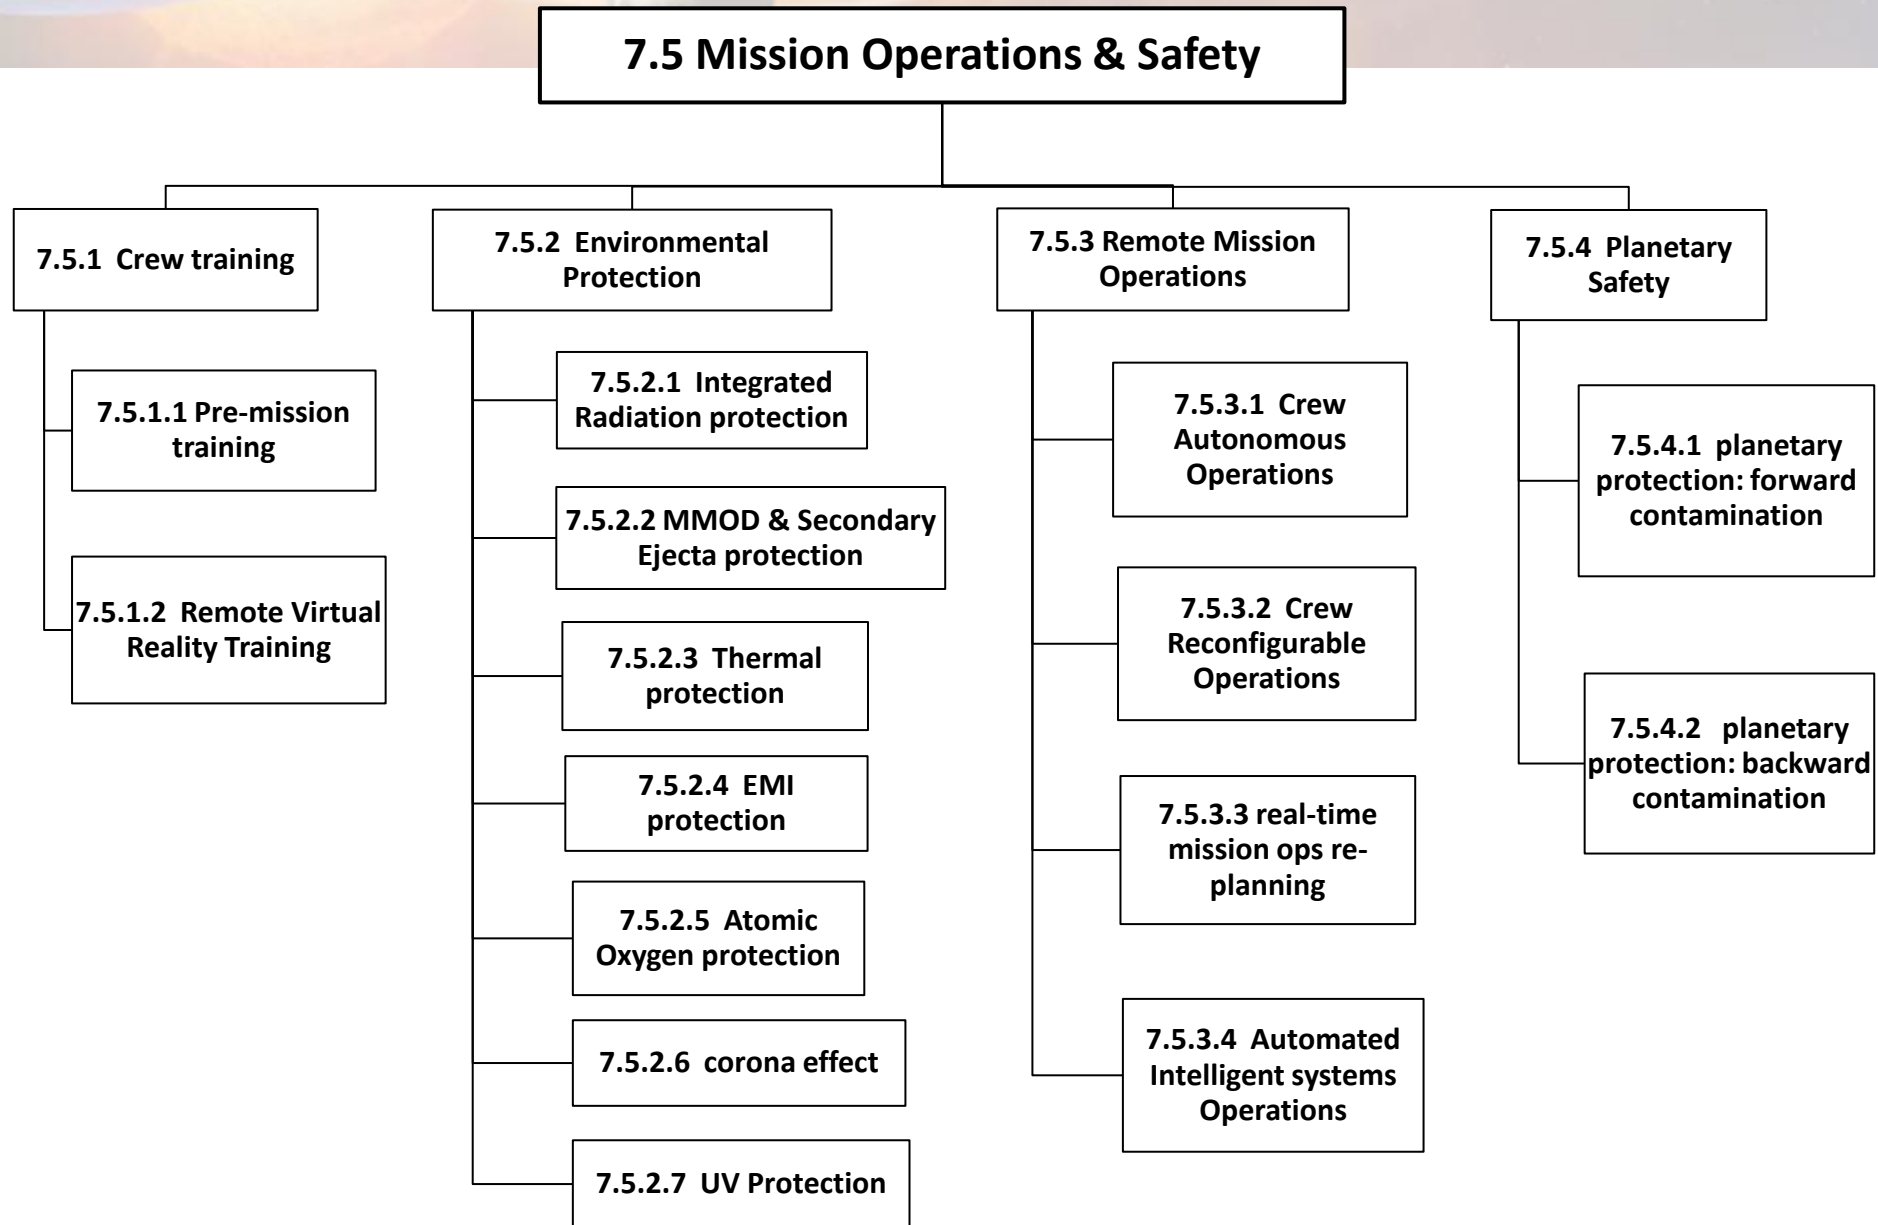 7.5 Mission Operations & Safety
7.5.1 Crew training
7.5.1.1 Pre-mission
training
7.5.1.2 Remote Virtual
Reality Training
7.5.2 Environmental
Protection
7.5.2.1 Integrated
Radiation protection
7.5.2.2 MMOD & Secondary
Ejecta protection
7.5.2.3 Thermal
protection
7.5.2.4 EMI
protection
7.5.2.5 Atomic
Oxygen protection
7.5.2.6 corona effect
7.5.2.7 UV Protection
7.5.3 Remote Mission
Operations
7.5.3.1 Crew
Autonomous
Operations
7.5.3.2 Crew
Reconfigurable
Operations
7.5.3.3 real-time
mission ops re-
planning
7.5.3.4 Automated
Intelligent systems
Operations
7.5.4 Planetary
Safety
7.5.4.1 planetary
protection: forward
contamination
7.5.4.2 planetary
protection: backward
contamination